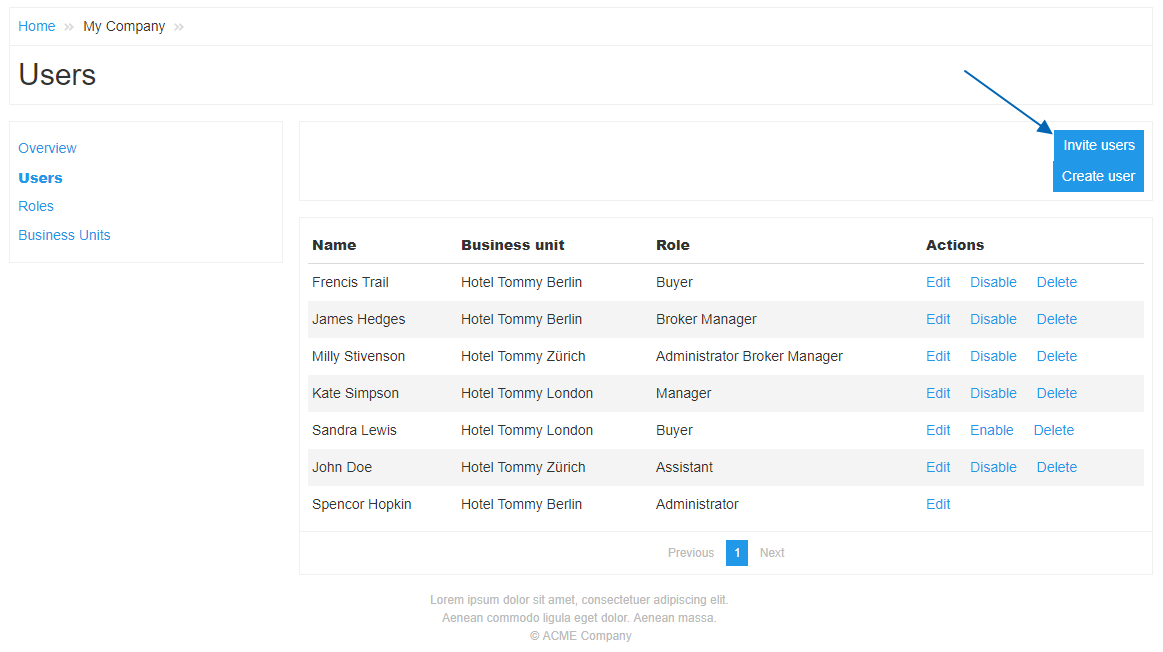 Home » My Company »
Users
Overview
Users
Roles
Business Units
Invite users
Create user
Name Business unit Role Actions
Frencis Trail Hotel Tommy Berlin Buyer Edit Disable Delete
James Hedges Hotel Tommy Berlin Broker Manager Edit Disable Delete
Milly Stivenson Hotel Tommy Zürich Administrator Broker Manager Edit Disable Delete
Kate Simpson Hotel Tommy London Manager Edit Disable Delete
Sandra Lewis Hotel Tommy London Buyer Edit Enable Delete
John Doe Hotel Tommy Zürich Assistant Edit Disable Delete
Spencor Hopkin Hotel Tommy Berlin Administrator Edit
Previous 1 Next
Lorem ipsum dolor sit amet, consectetuer adipiscing elit.
Aenean commodo ligula eget dolor. Aenean massa.
© ACME Company